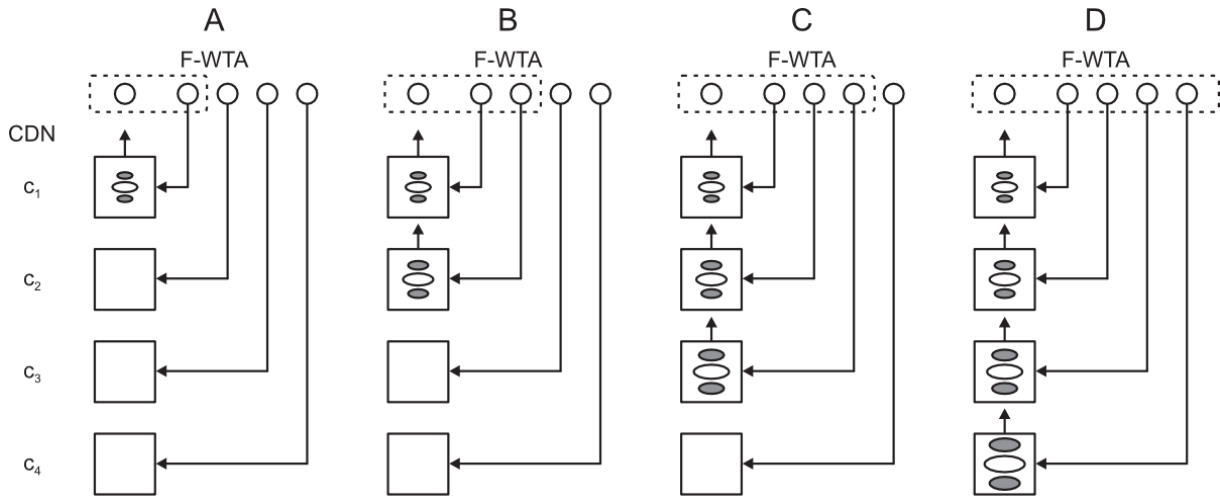 A B C D
F-WTA F-WTA F-WTA F-WTA
CDN
c₁
c₂
c₃
c₄